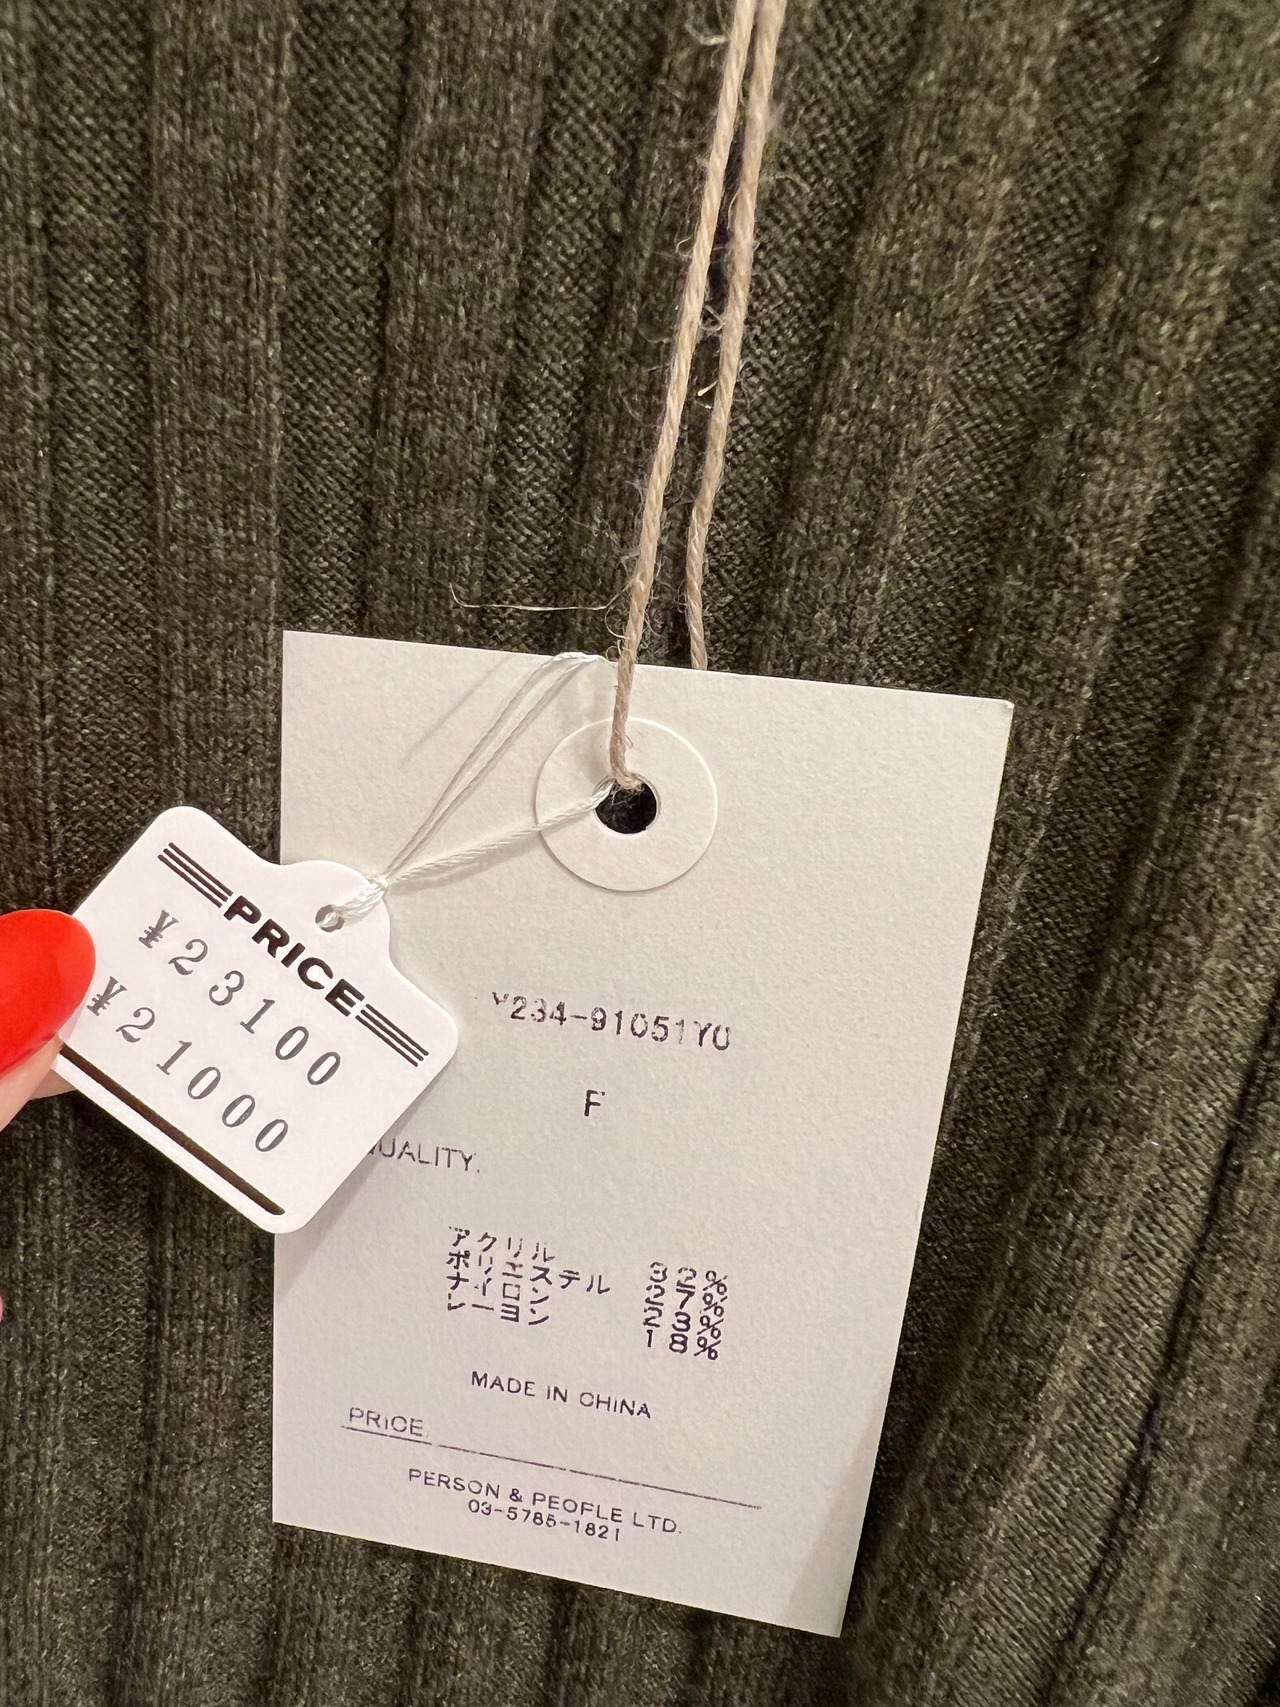 PRICE
¥23100
¥21000
Y234-91051YU
F
QUALITY.
アクリル 32%
ポリエステル 27%
ナイロン 23%
レーヨン 18%
MADE IN CHINA
PRICE
PERSON & PEOPLE LTD.
03-5785-1821